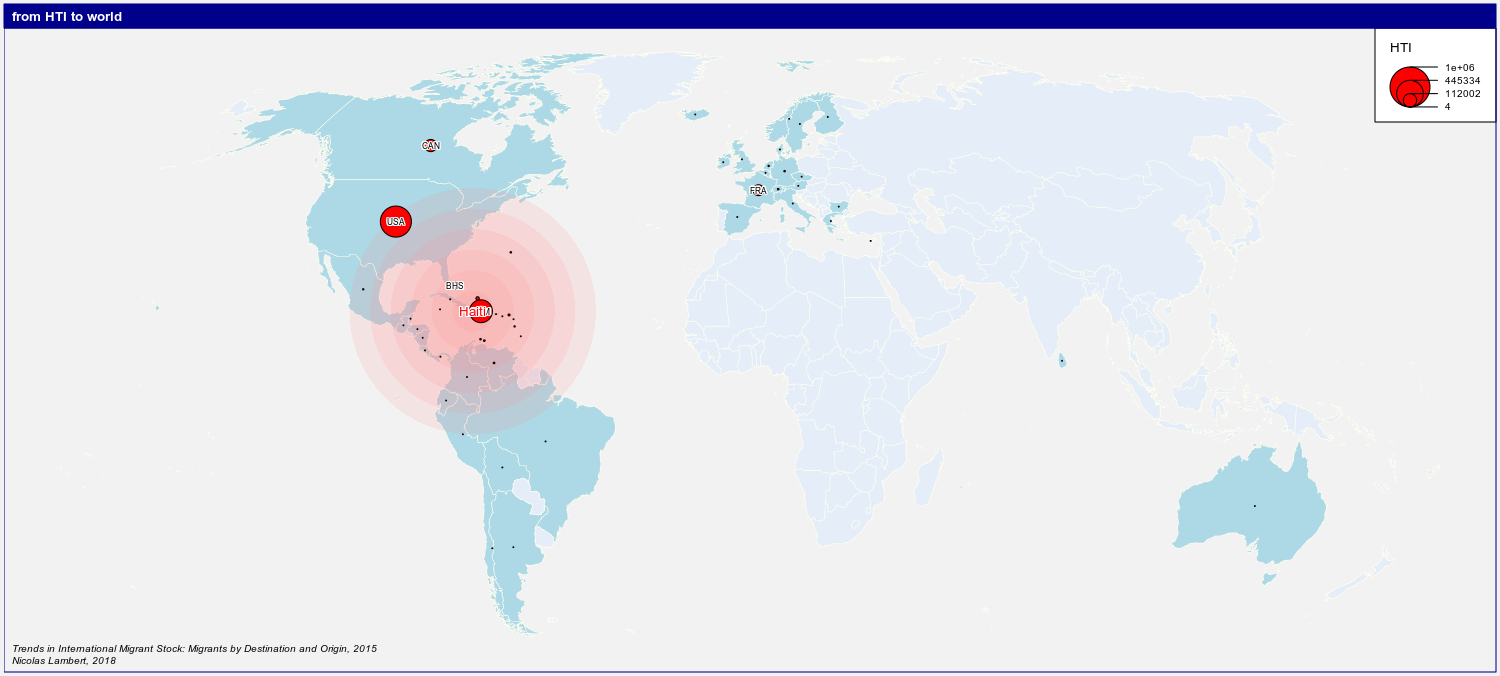 from HTI to world
HTI
1e+06
445334
112002
4
CAN
FRA
USA
BHS
Haiti
Trends in International Migrant Stock: Migrants by Destination and Origin, 2015
Nicolas Lambert, 2018